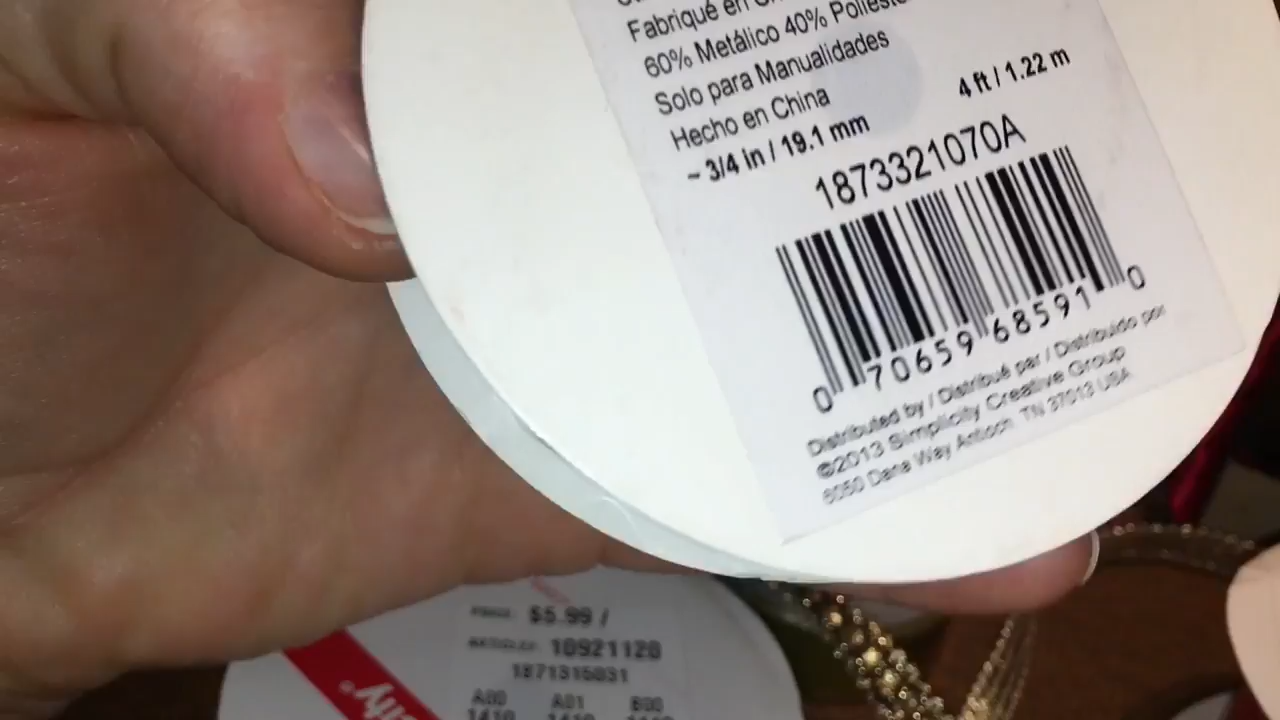 Fabriqué en
60% Metálico 40% Polieste
Solo para Manualidades
Hecho en China
~ 3/4 in / 19.1 mm
4 ft / 1.22 m
1873321070A
0 70659 68591 0
Distributed by / Distribué par / Distribuido por
©2013 Simplicity Creative Group
6050 Dana Way Antioch TN 37013 USA
$5.99 /
10921120
1871315031
A00 A01 B00